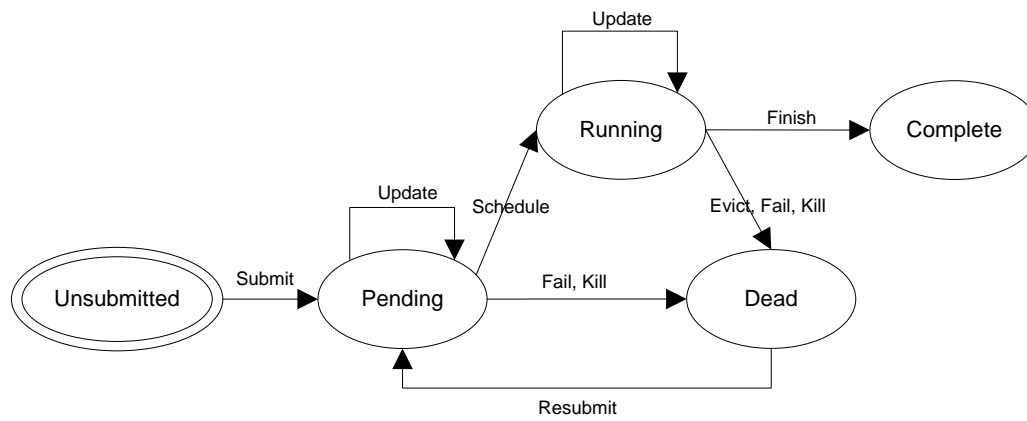 Update
Running
Finish
Complete
Update
Schedule
Evict, Fail, Kill
Unsubmitted
Submit
Pending
Fail, Kill
Dead
Resubmit